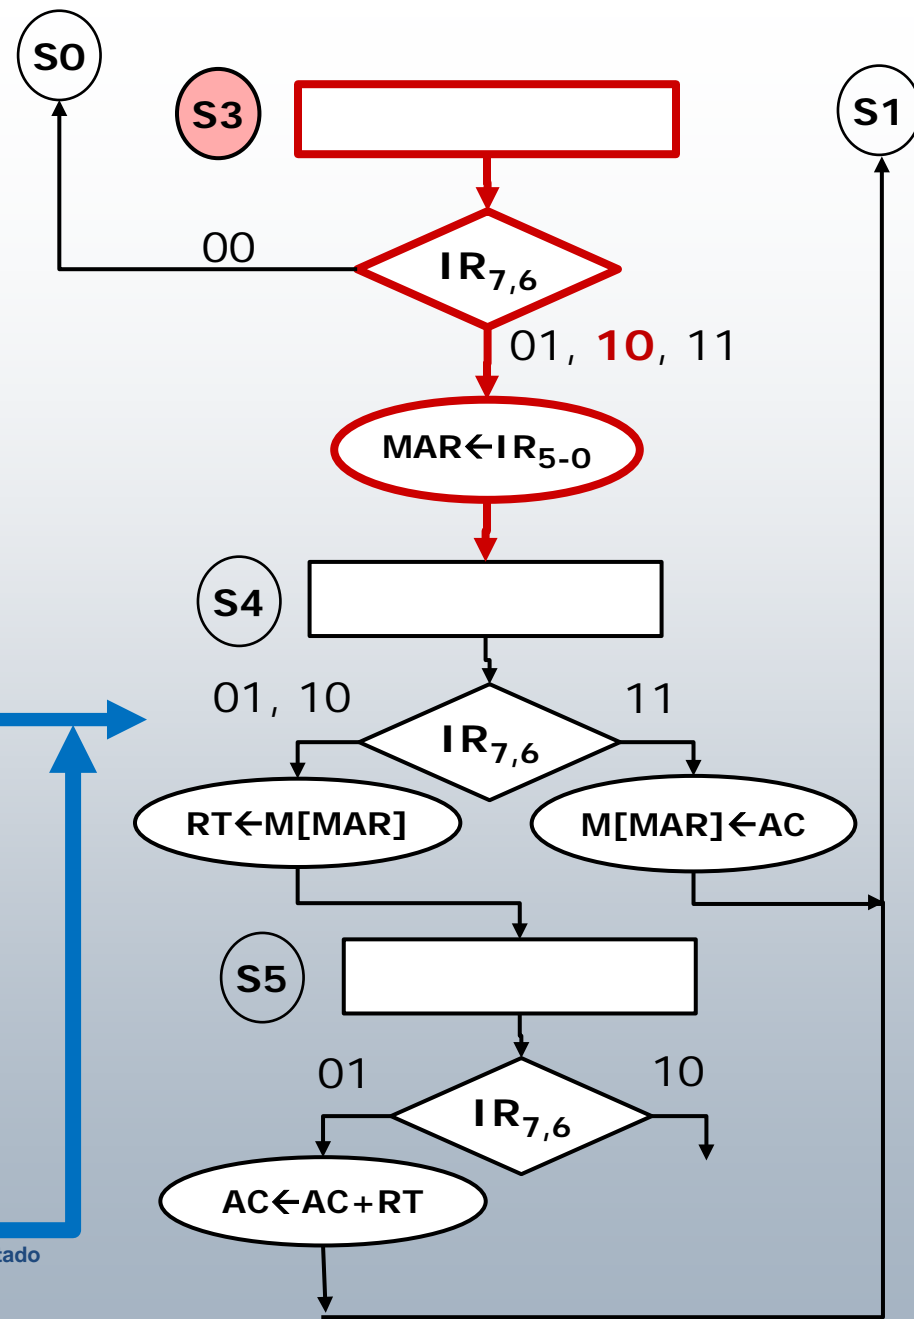 S0
S3
S1
00
IR7,6
01, 10, 11
MAR←IR5-0
S4
01, 10
11
IR7,6
RT←M[MAR]
M[MAR]←AC
S5
01
10
IR7,6
AC←AC+RT
tado